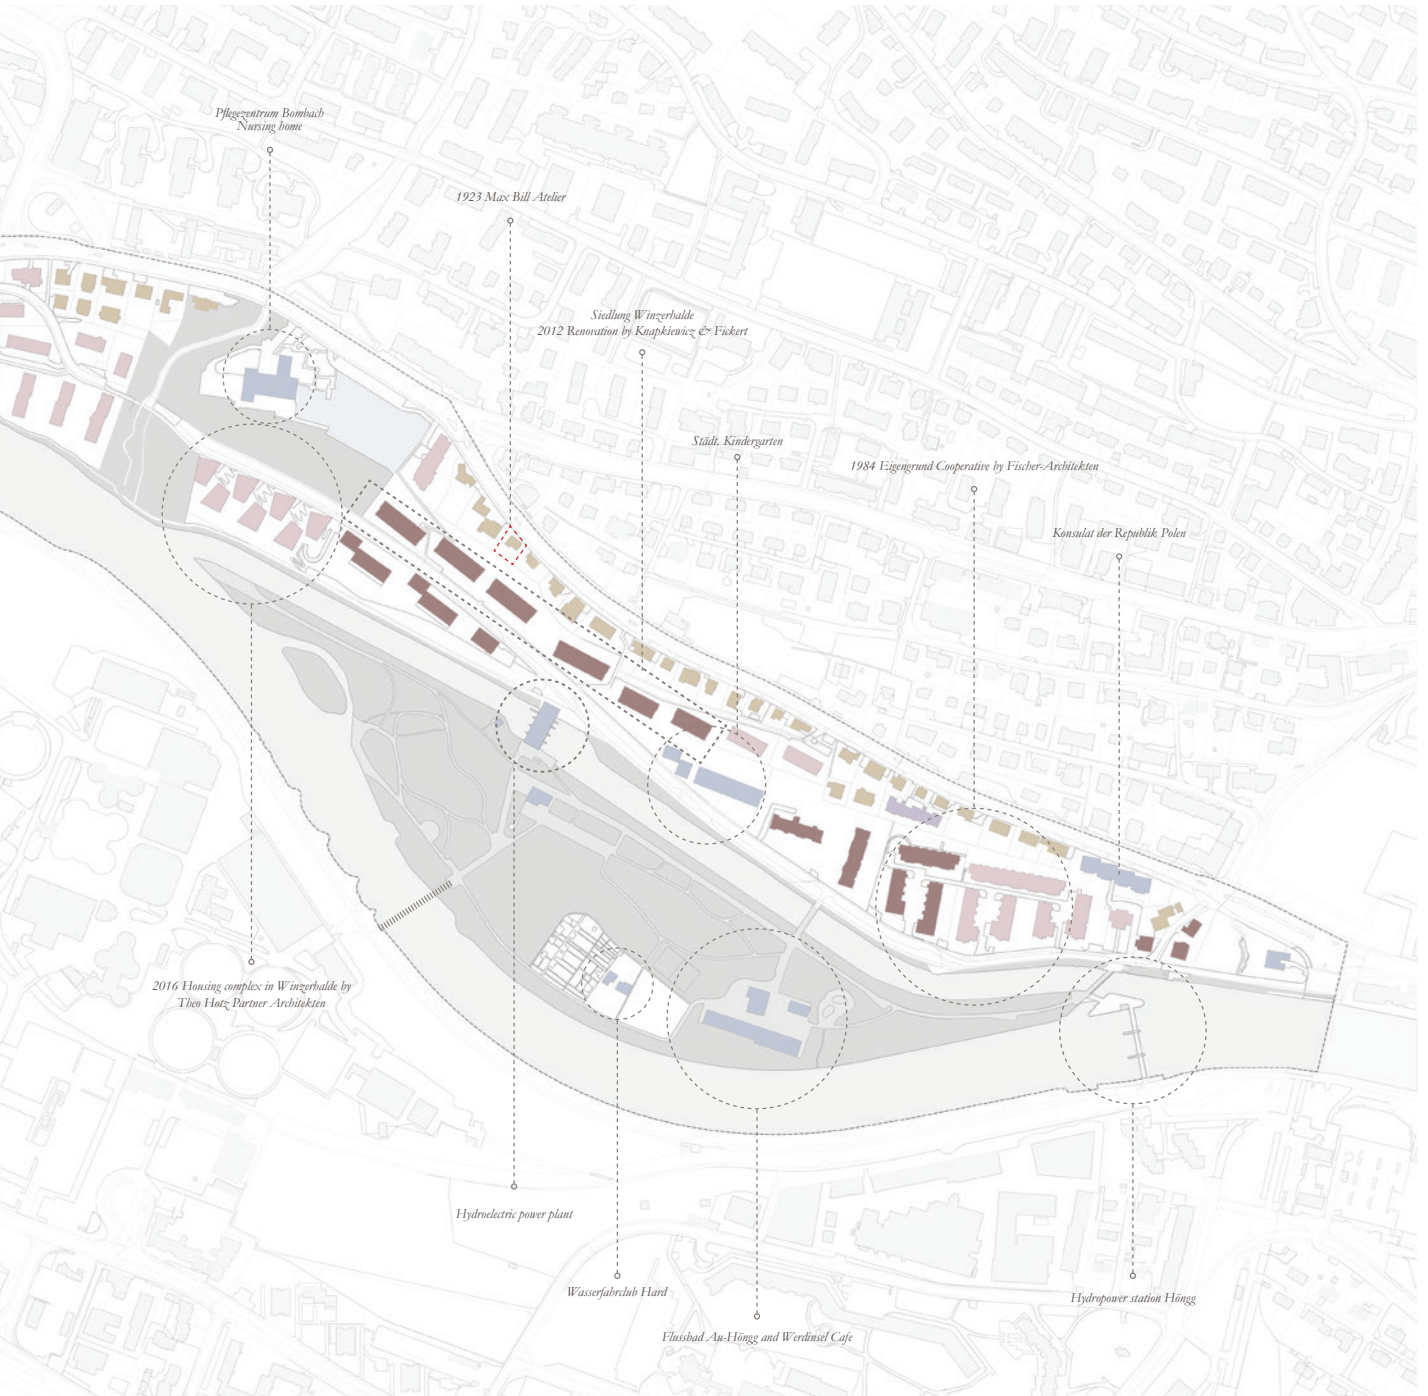 Pflegezentrum Bombach
Nursing home
1923 Max Bill Atelier
Siedlung Winzerhalde
2012 Renovation by Knapkiewicz & Fickert
Städt. Kindergarten
1984 Eigengrund Cooperative by Fischer-Architekten
Konsulat der Republik Polen
2016 Housing complex in Winzerhalde by
Theo Hotz Partner Architekten
Hydroelectric power plant
Wasserfahrclub Hard
Hydropower station Höngg
Flussbad Au-Höngg and Werdinsel Cafe